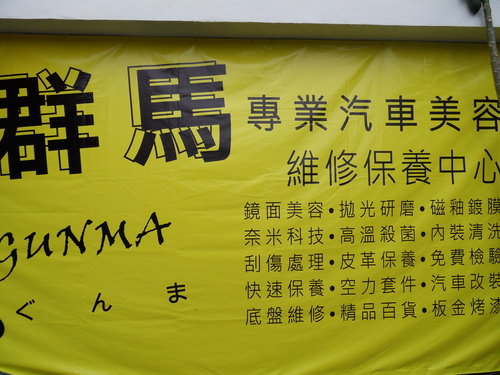 群馬
專業汽車美容
維修保養中心
GUNMA
ぐんま
鏡面美容•拋光研磨•磁釉鍍膜
奈米科技•高溫殺菌•內裝清洗
刮傷處理•皮革保養•免費檢驗
快速保養•空力套件•汽車改裝
底盤維修•精品百貨•板金烤漆